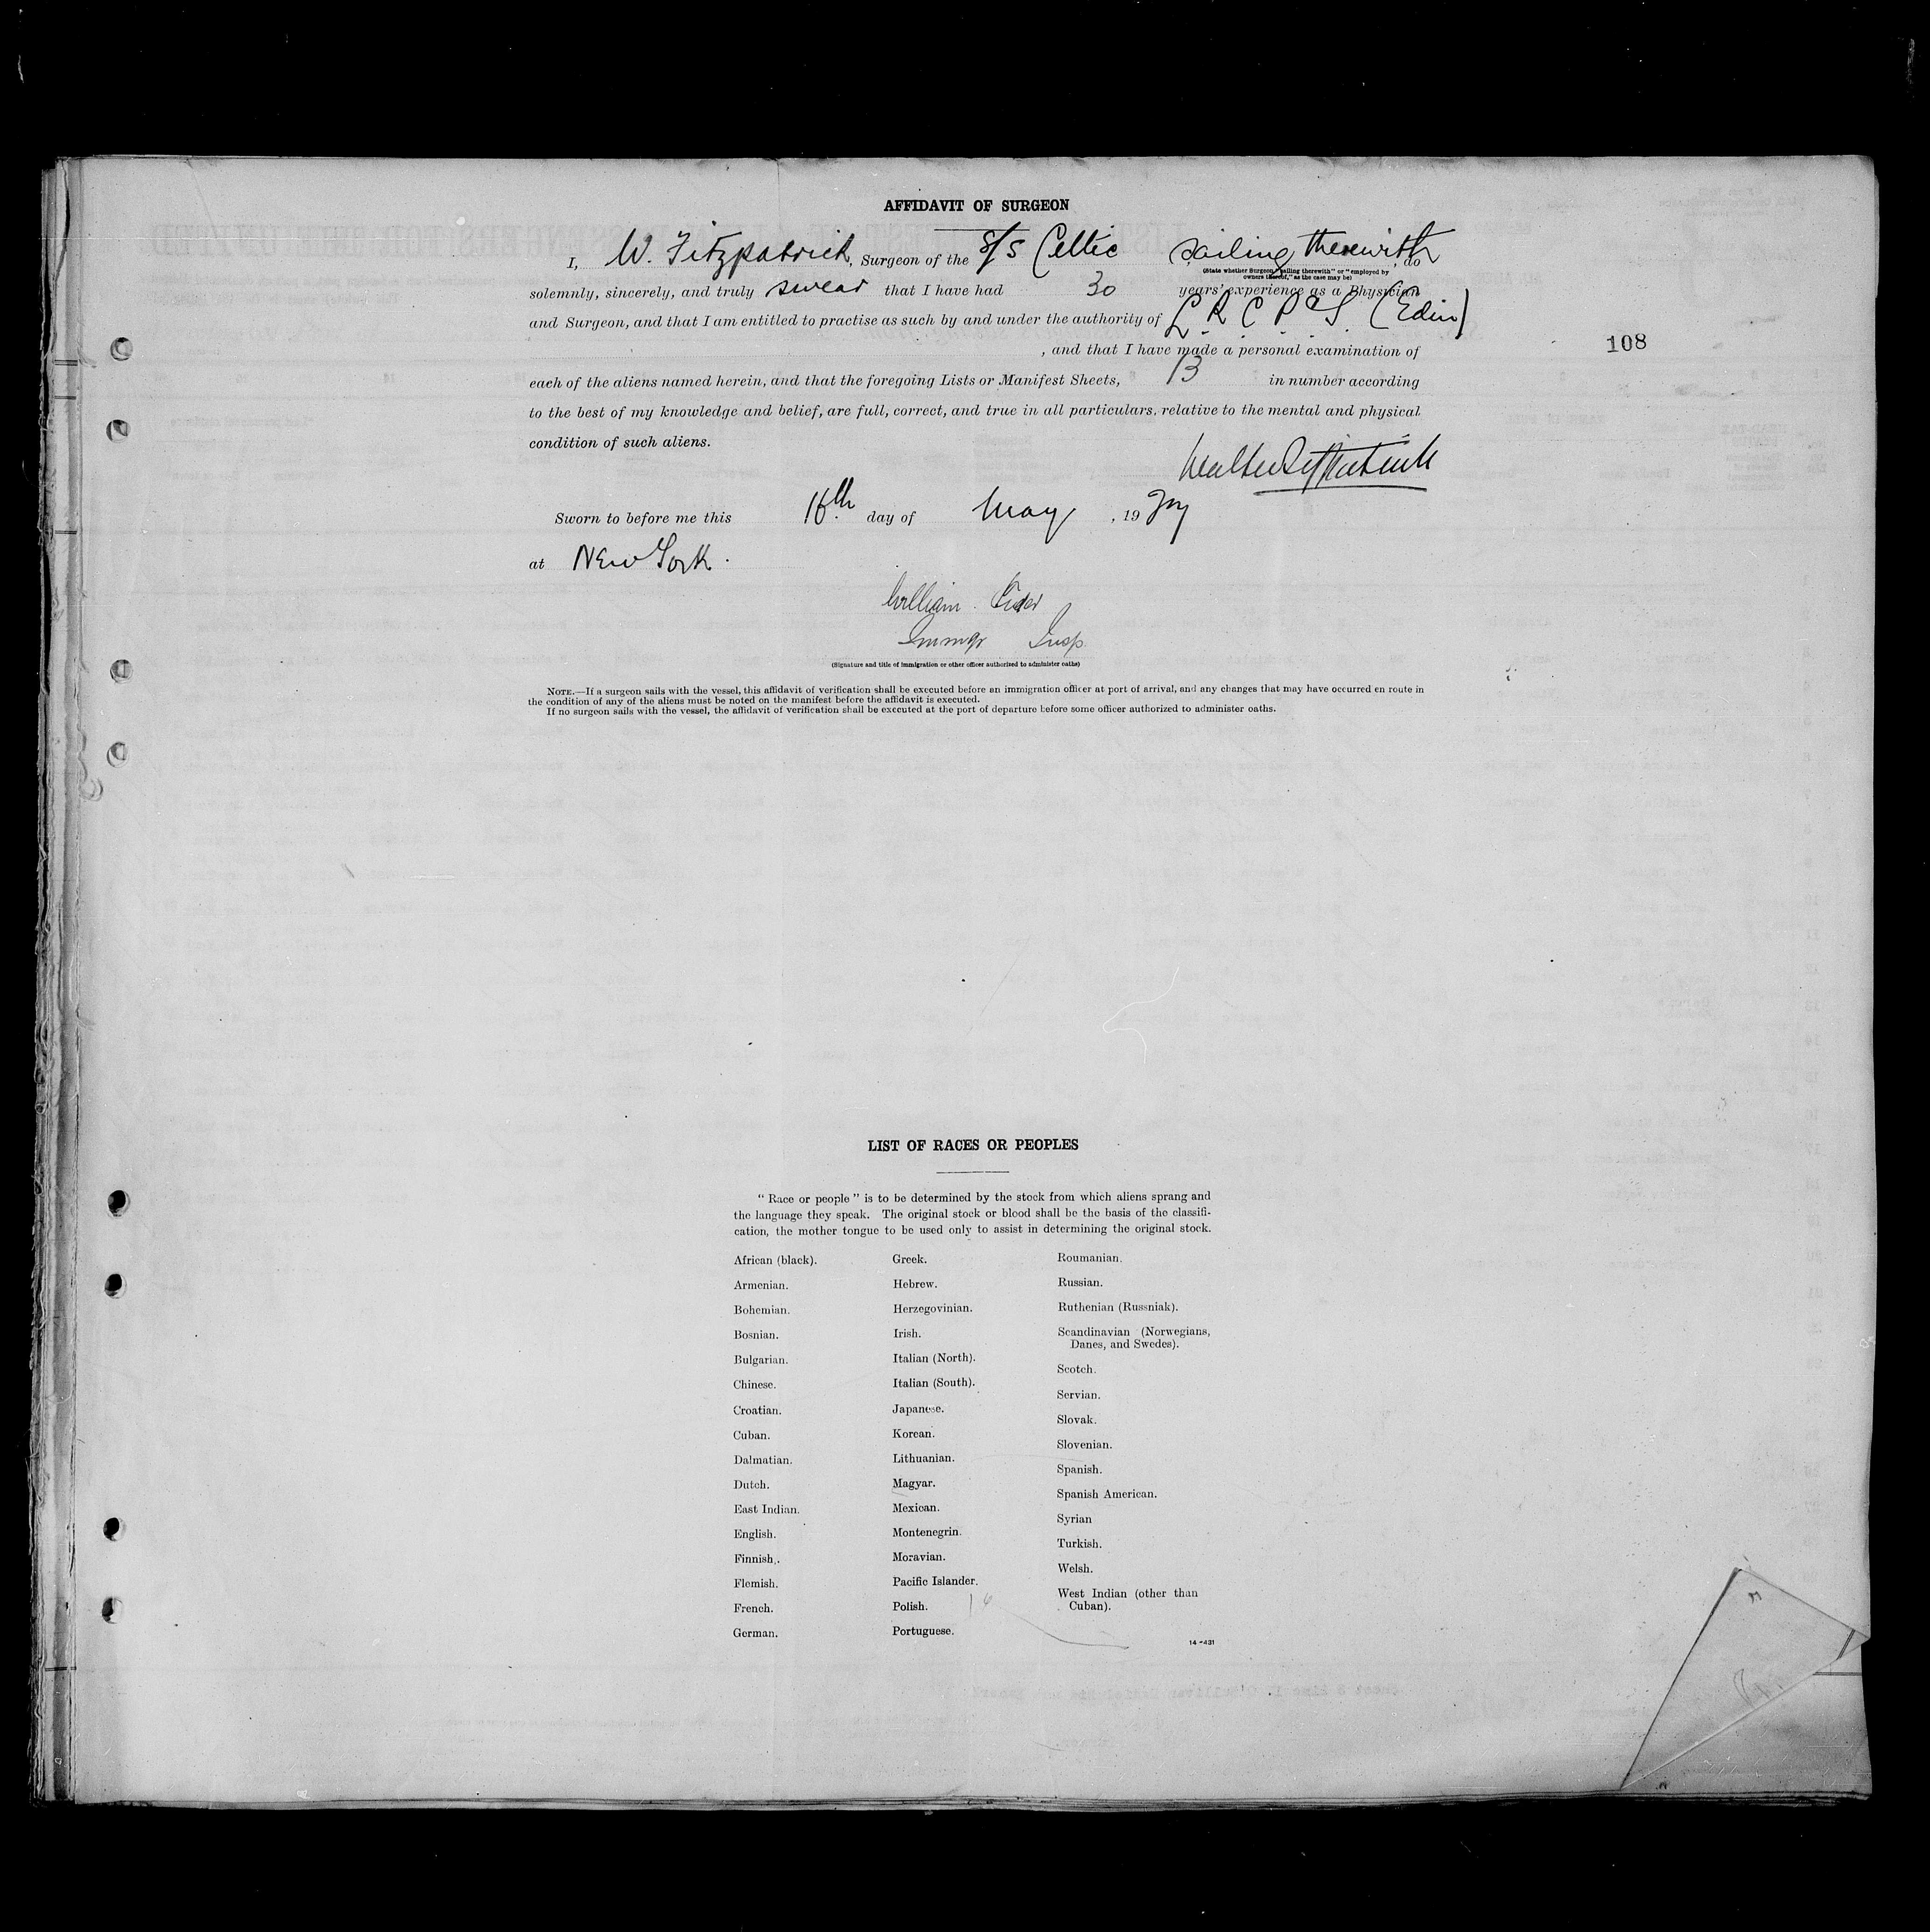 AFFIDAVIT OF SURGEON
I, W. Fitzpatrick, Surgeon of the S/S Celtic sailing therewith, do
(State whether Surgeon "sailing therewith" or "employed by
owners thereof," as the case may be)
solemnly, sincerely, and truly swear that I have had 30 years' experience as a Physician
and Surgeon, and that I am entitled to practise as such by and under the authority of L. R. C. P. & S. (Edin)
, and that I have made a personal examination of
108
each of the aliens named herein, and that the foregoing Lists or Manifest Sheets, 13 in number according
to the best of my knowledge and belief, are full, correct, and true in all particulars, relative to the mental and physical
condition of such aliens.
Walter Fitzpatrick
Sworn to before me this 16th day of May, 19
at New York.
William
Immgr Insp.
(Signature and title of immigration or other officer authorized to administer oaths)
NOTE.—If a surgeon sails with the vessel, this affidavit of verification shall be executed before an immigration officer at port of arrival, and any changes that may have occurred en route in
the condition of any of the aliens must be noted on the manifest before the affidavit is executed.
If no surgeon sails with the vessel, the affidavit of verification shall be executed at the port of departure before some officer authorized to administer oaths.
LIST OF RACES OR PEOPLES
"Race or people" is to be determined by the stock from which aliens sprang and
the language they speak. The original stock or blood shall be the basis of the classifi-
cation, the mother tongue to be used only to assist in determining the original stock.
African (black).
Armenian.
Bohemian.
Bosnian.
Bulgarian.
Chinese.
Croatian.
Cuban.
Dalmatian.
Dutch.
East Indian.
English.
Finnish.
Flemish.
French.
German.
Greek.
Hebrew.
Herzegovinian.
Irish.
Italian (North).
Italian (South).
Japanese.
Korean.
Lithuanian.
Magyar.
Mexican.
Montenegrin.
Moravian.
Pacific Islander.
Polish.
Portuguese.
Roumanian.
Russian.
Ruthenian (Russniak).
Scandinavian (Norwegians,
Danes, and Swedes).
Scotch.
Servian.
Slovak.
Slovenian.
Spanish.
Spanish American.
Syrian
Turkish.
Welsh.
West Indian (other than
Cuban).
14-431